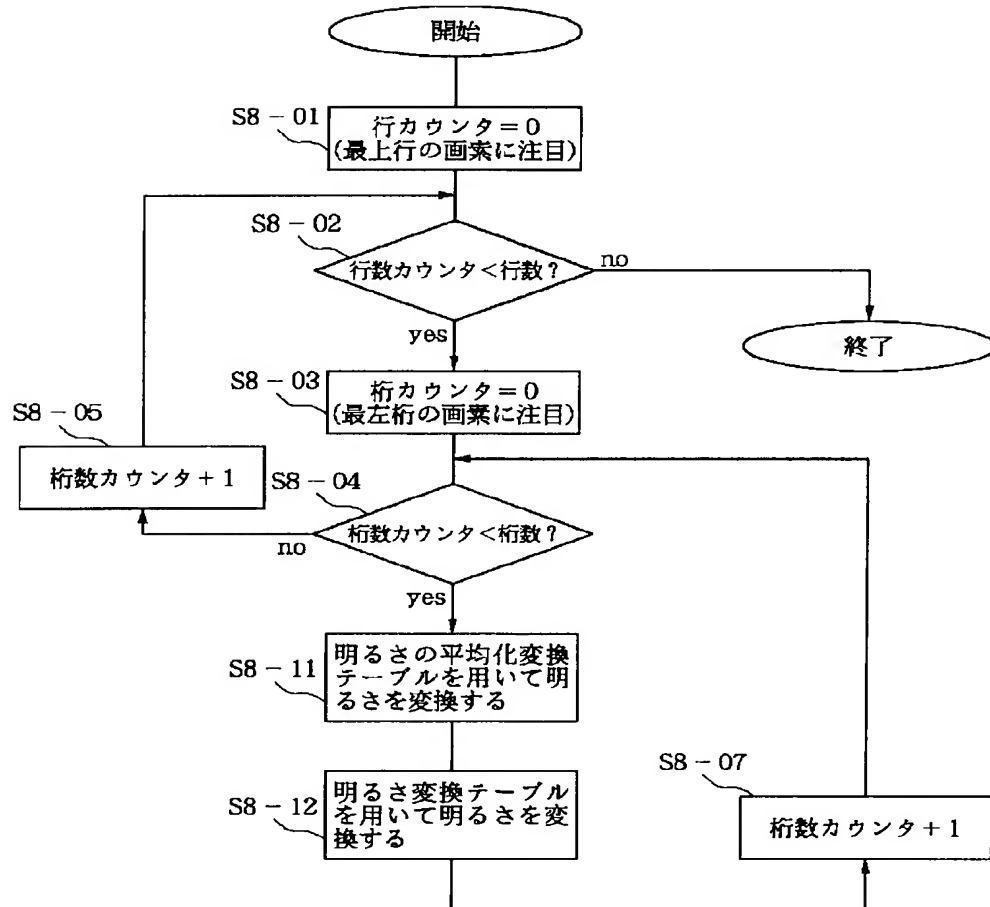 開始
S8-01
行カウンタ=0
(最上行の画素に注目)
S8-02
行数カウンタ<行数?
no
yes
終了
S8-03
桁カウンタ=0
(最左桁の画素に注目)
S8-05
桁数カウンタ+1
S8-04
桁数カウンタ<桁数?
no
yes
S8-11
明るさの平均化変換
テーブルを用いて明
るさを変換する
S8-12
明るさ変換テーブル
を用いて明るさを変
換する
S8-07
桁数カウンタ+1